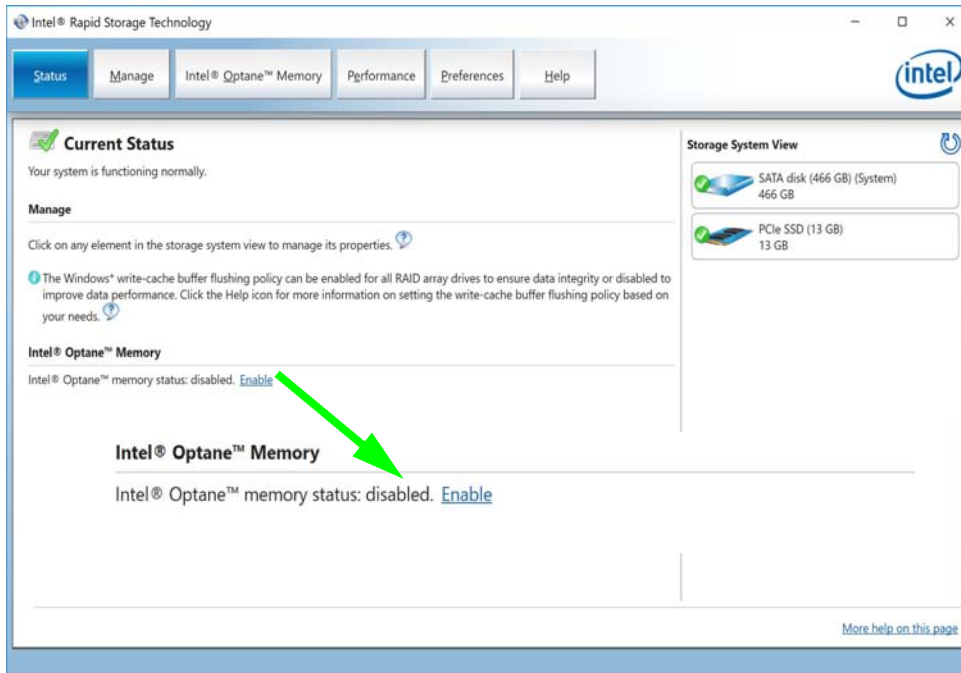 Intel® Rapid Storage Technology
Status
Manage
Intel® Optane™ Memory
Performance
Preferences
Help
intel
Current Status
Your system is functioning normally.
Manage
Click on any element in the storage system view to manage its properties.
The Windows* write-cache buffer flushing policy can be enabled for all RAID array drives to ensure data integrity or disabled to
improve data performance. Click the Help icon for more information on setting the write-cache buffer flushing policy based on
your needs.
Intel® Optane™ Memory
Intel® Optane™ memory status: disabled. Enable
Intel® Optane™ Memory
Intel® Optane™ memory status: disabled. Enable
Storage System View
SATA disk (466 GB) (System)
466 GB
PCIe SSD (13 GB)
13 GB
More help on this page